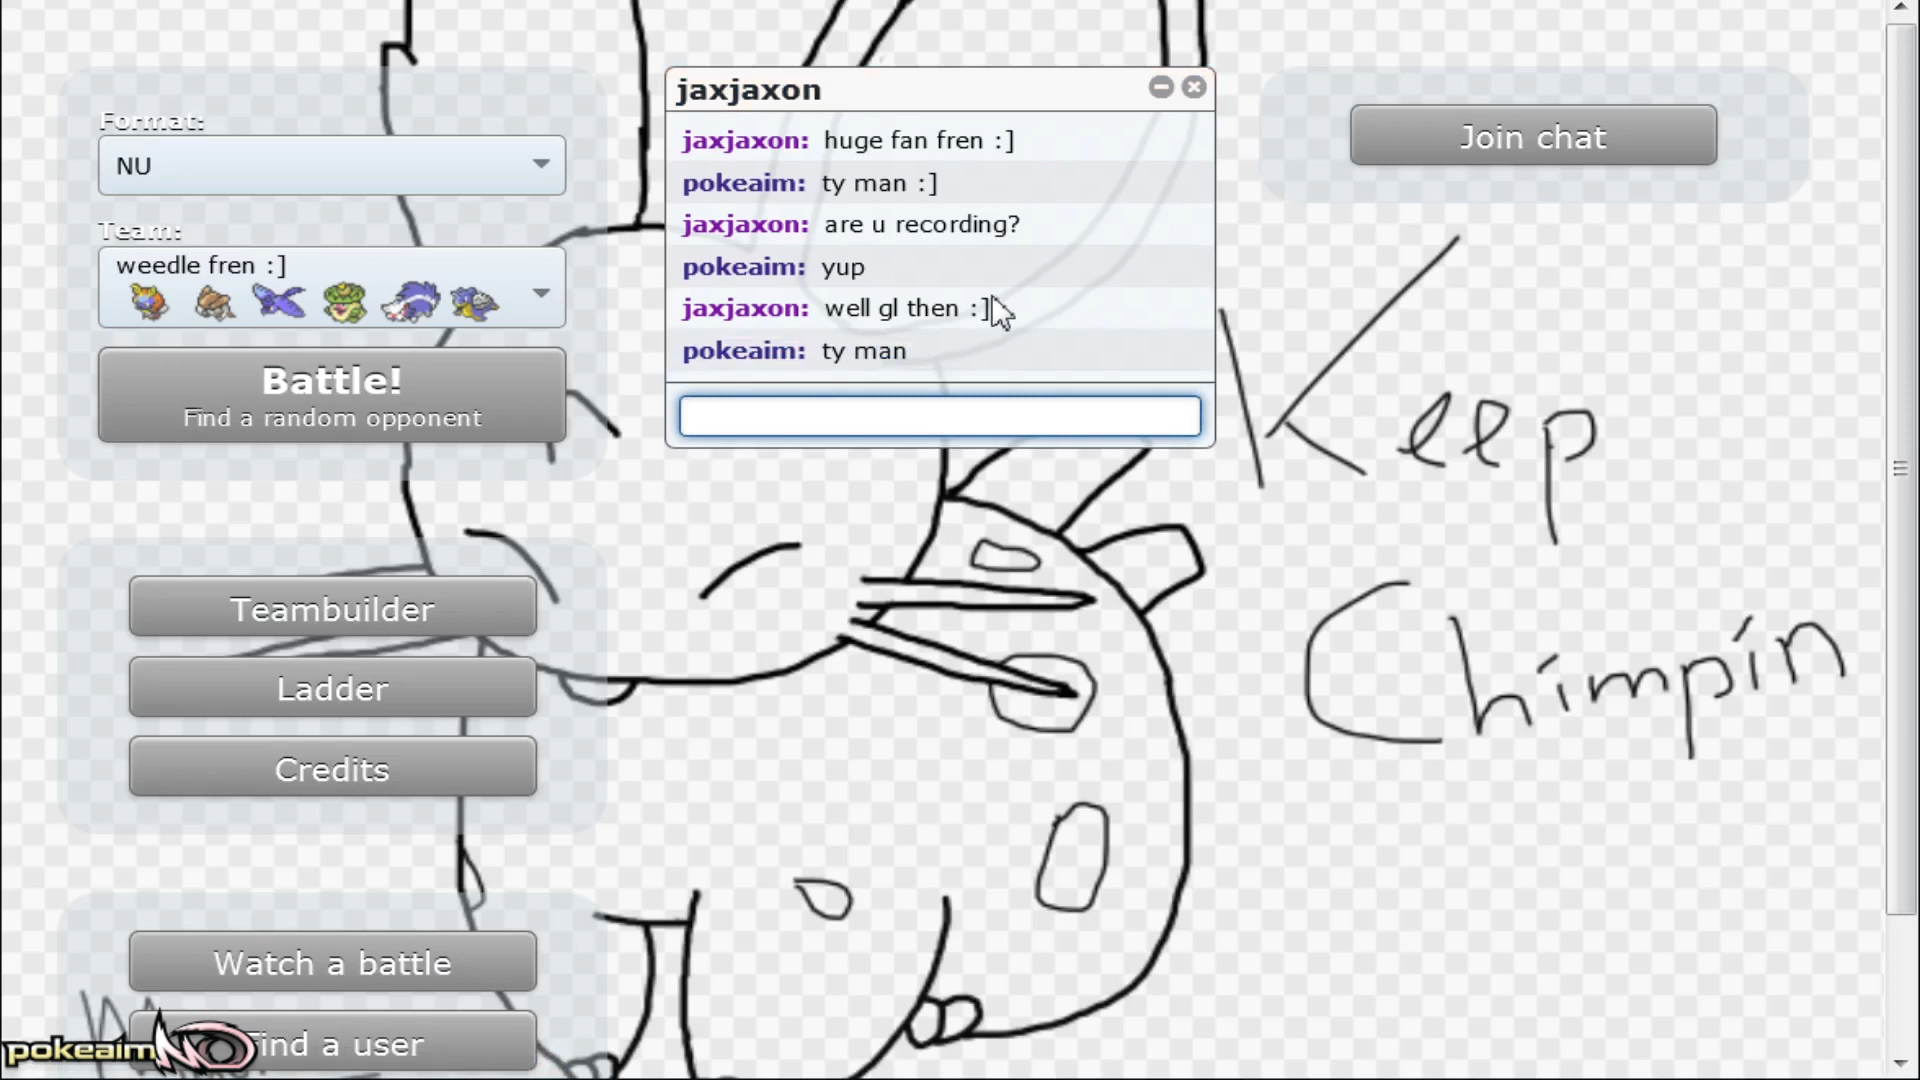 Format:
NU
Team:
weedle fren :]
Battle!
Find a random opponent
Teambuilder
Ladder
Credits
Watch a battle
Find a user
pokeaim
jaxjaxon
jaxjaxon: huge fan fren :]
pokeaim: ty man :]
jaxjaxon: are u recording?
pokeaim: yup
jaxjaxon: well gl then :]
pokeaim: ty man
Join chat
Keep
Chimpin